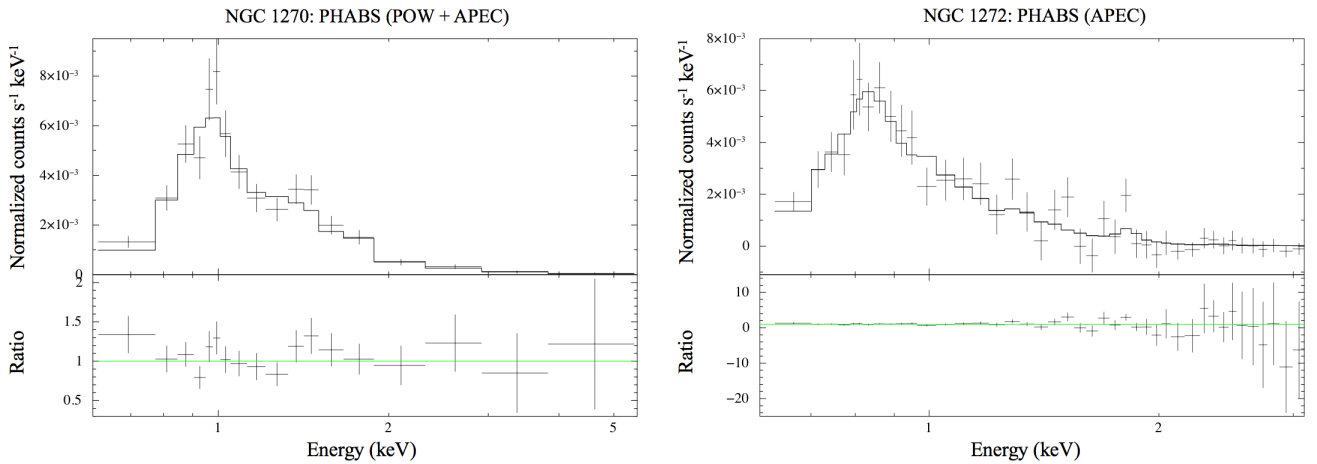 NGC 1270: PHABS (POW + APEC)
Normalized counts s⁻¹ keV⁻¹
8×10⁻³
6×10⁻³
4×10⁻³
2×10⁻³
0
Ratio
2
1.5
1
0.5
1 2 5
Energy (keV)
NGC 1272: PHABS (APEC)
Normalized counts s⁻¹ keV⁻¹
8×10⁻³
6×10⁻³
4×10⁻³
2×10⁻³
0
Ratio
10
0
−10
−20
1 2
Energy (keV)